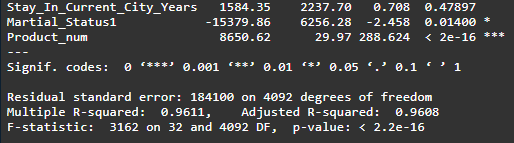 Stay_In_Current_City_Years 1584.35 2237.70 0.708 0.47897
Martial_Status1 -15379.86 6256.28 -2.458 0.01400 *
Product_num 8650.62 29.97 288.624 < 2e-16 ***
---
Signif. codes: 0 ‘***’ 0.001 ‘**’ 0.01 ‘*’ 0.05 ‘.’ 0.1 ‘ ’ 1
Residual standard error: 184100 on 4092 degrees of freedom
Multiple R-squared: 0.9611, Adjusted R-squared: 0.9608
F-statistic: 3162 on 32 and 4092 DF, p-value: < 2.2e-16